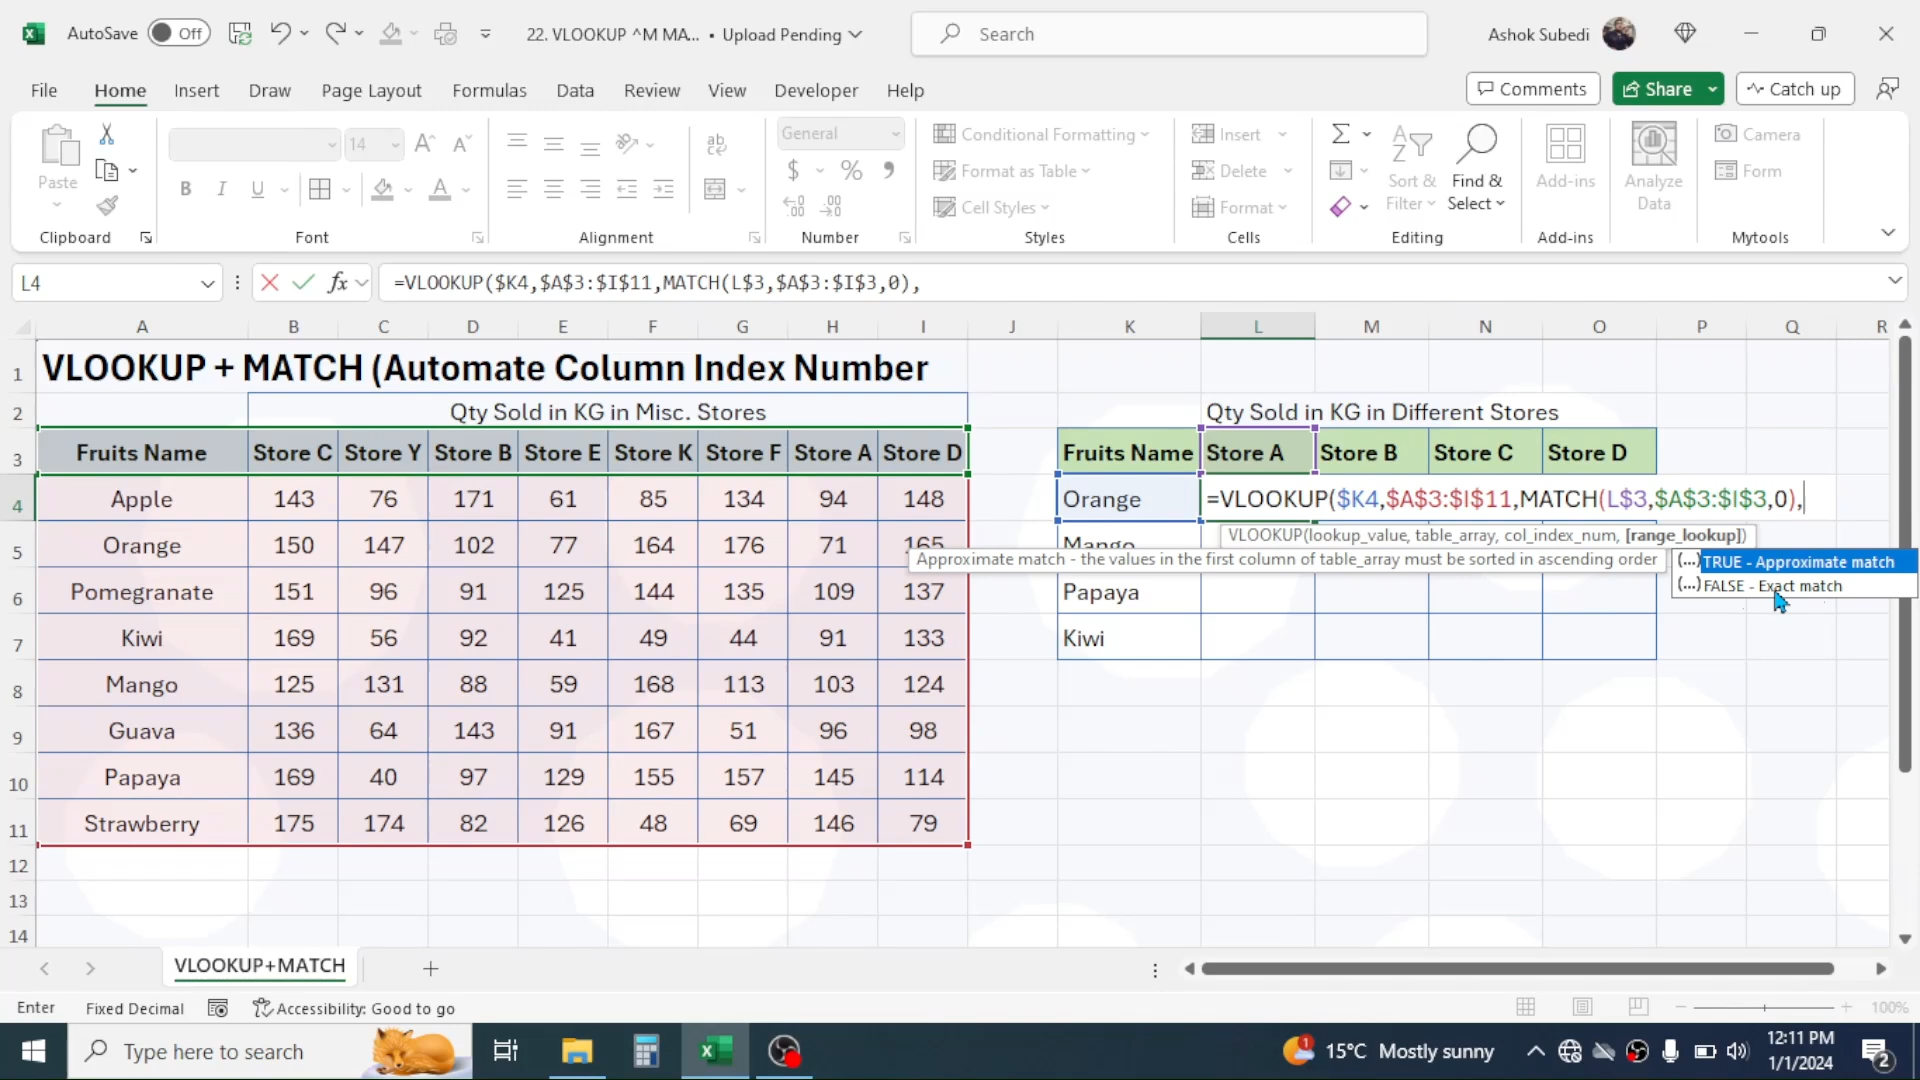 AutoSave Off 22. VLOOKUP ^M MA... • Upload Pending Search Ashok Subedi
File Home Insert Draw Page Layout Formulas Data Review View Developer Help Comments Share Catch up
Paste 14 General Conditional Formatting Insert Sort & Find & Add-ins Analyze Camera
B I U A ab $ % Format as Table Delete Filter Select Data Form
Cell Styles Format
Clipboard Font Alignment Number Styles Cells Editing Add-ins Mytools
L4 fx =VLOOKUP($K4,$A$3:$I$11,MATCH(L$3,$A$3:$I$3,0),
A B C D E F G H I J K L M N O P Q R
1 VLOOKUP + MATCH (Automate Column Index Number
2 Qty Sold in KG in Misc. Stores Qty Sold in KG in Different Stores
3 Fruits Name Store C Store Y Store B Store E Store K Store F Store A Store D Fruits Name Store A Store B Store C Store D
4 Apple 143 76 171 61 85 134 94 148 Orange =VLOOKUP($K4,$A$3:$I$11,MATCH(L$3,$A$3:$I$3,0),
VLOOKUP(lookup_value, table_array, col_index_num, [range_lookup])
5 Orange 150 147 102 77 164 176 71 165 Mango
Approximate match - the values in the first column of table_array must be sorted in ascending order (...) TRUE - Approximate match
(...) FALSE - Exact match
6 Pomegranate 151 96 91 125 144 135 109 137 Papaya
7 Kiwi 169 56 92 41 49 44 91 133 Kiwi
8 Mango 125 131 88 59 168 113 103 124
9 Guava 136 64 143 91 167 51 96 98
10 Papaya 169 40 97 129 155 157 145 114
11 Strawberry 175 174 82 126 48 69 146 79
12
13
14
VLOOKUP+MATCH
Enter Fixed Decimal Accessibility: Good to go 100%
Type here to search 1 15°C Mostly sunny 12:11 PM
1/1/2024 2